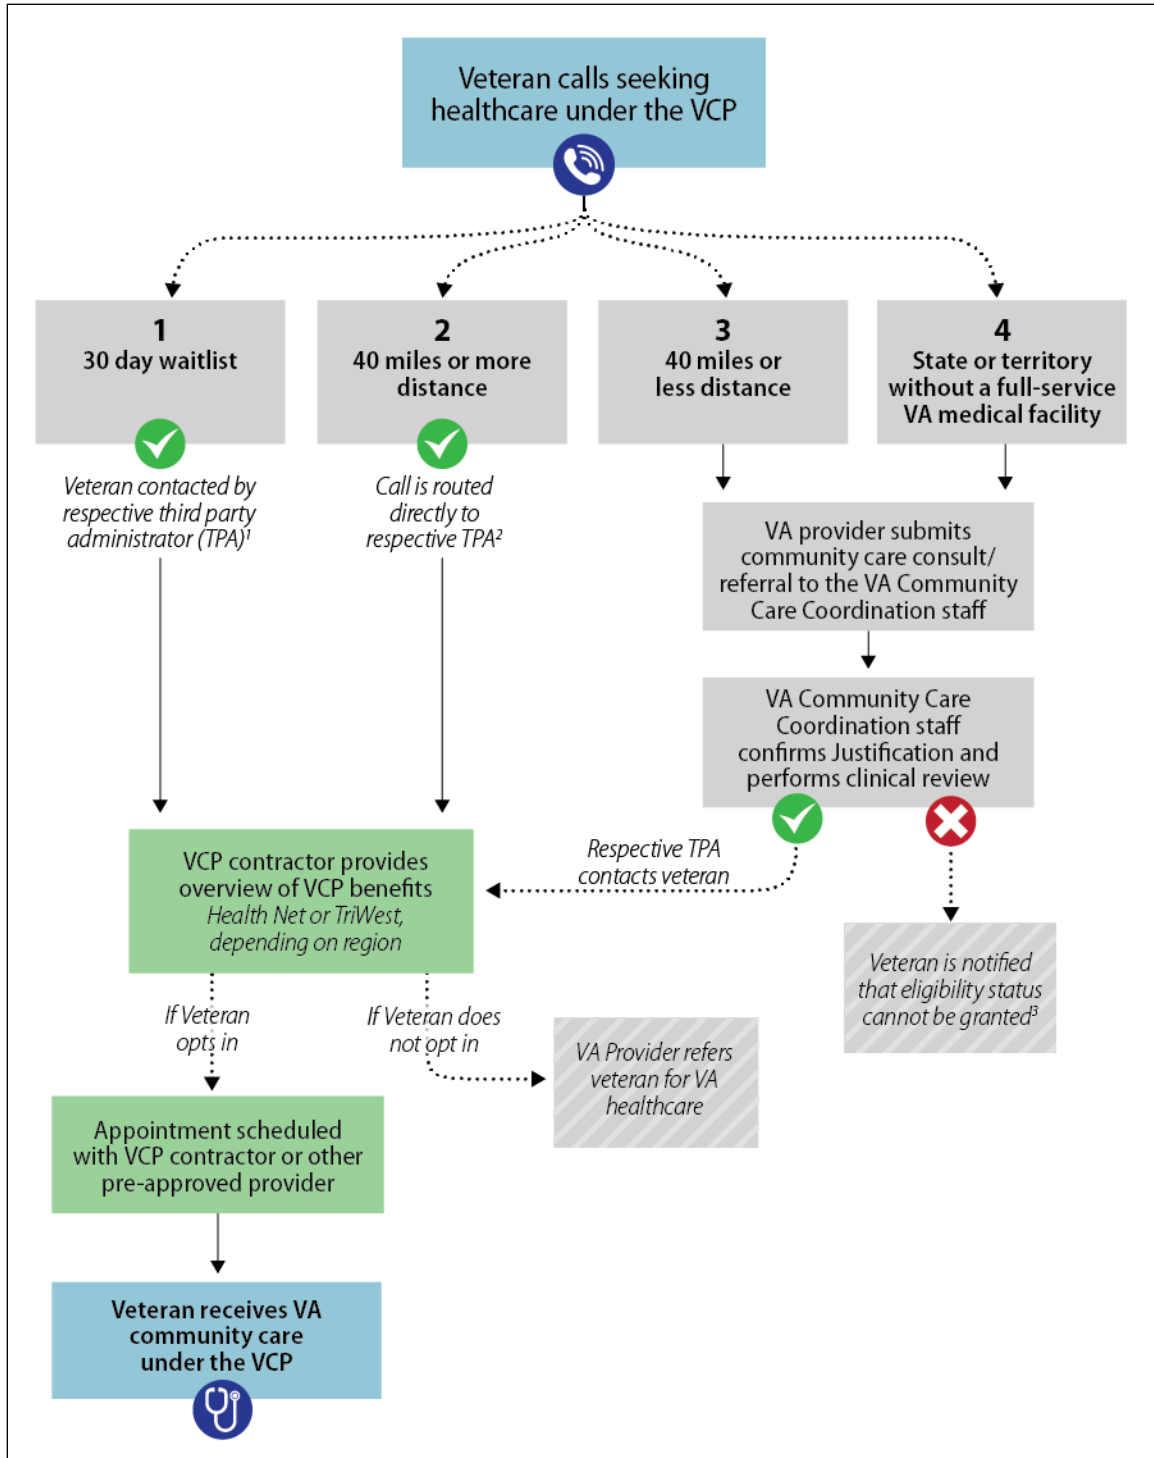 Veteran calls seeking
healthcare under the VCP
1
30 day waitlist
2
40 miles or more
distance
3
40 miles or
less distance
4
State or territory
without a full-service
VA medical facility
Veteran contacted by
respective third party
administrator (TPA)¹
Call is routed
directly to
respective TPA²
VA provider submits
community care consult/
referral to the VA Community
Care Coordination staff
VA Community Care
Coordination staff
confirms Justification and
performs clinical review
VCP contractor provides
overview of VCP benefits
Health Net or TriWest,
depending on region
Respective TPA
contacts veteran
Veteran is notified
that eligibility status
cannot be granted³
If Veteran
opts in
If Veteran does
not opt in
VA Provider refers
veteran for VA
healthcare
Appointment scheduled
with VCP contractor or other
pre-approved provider
Veteran receives VA
community care
under the VCP